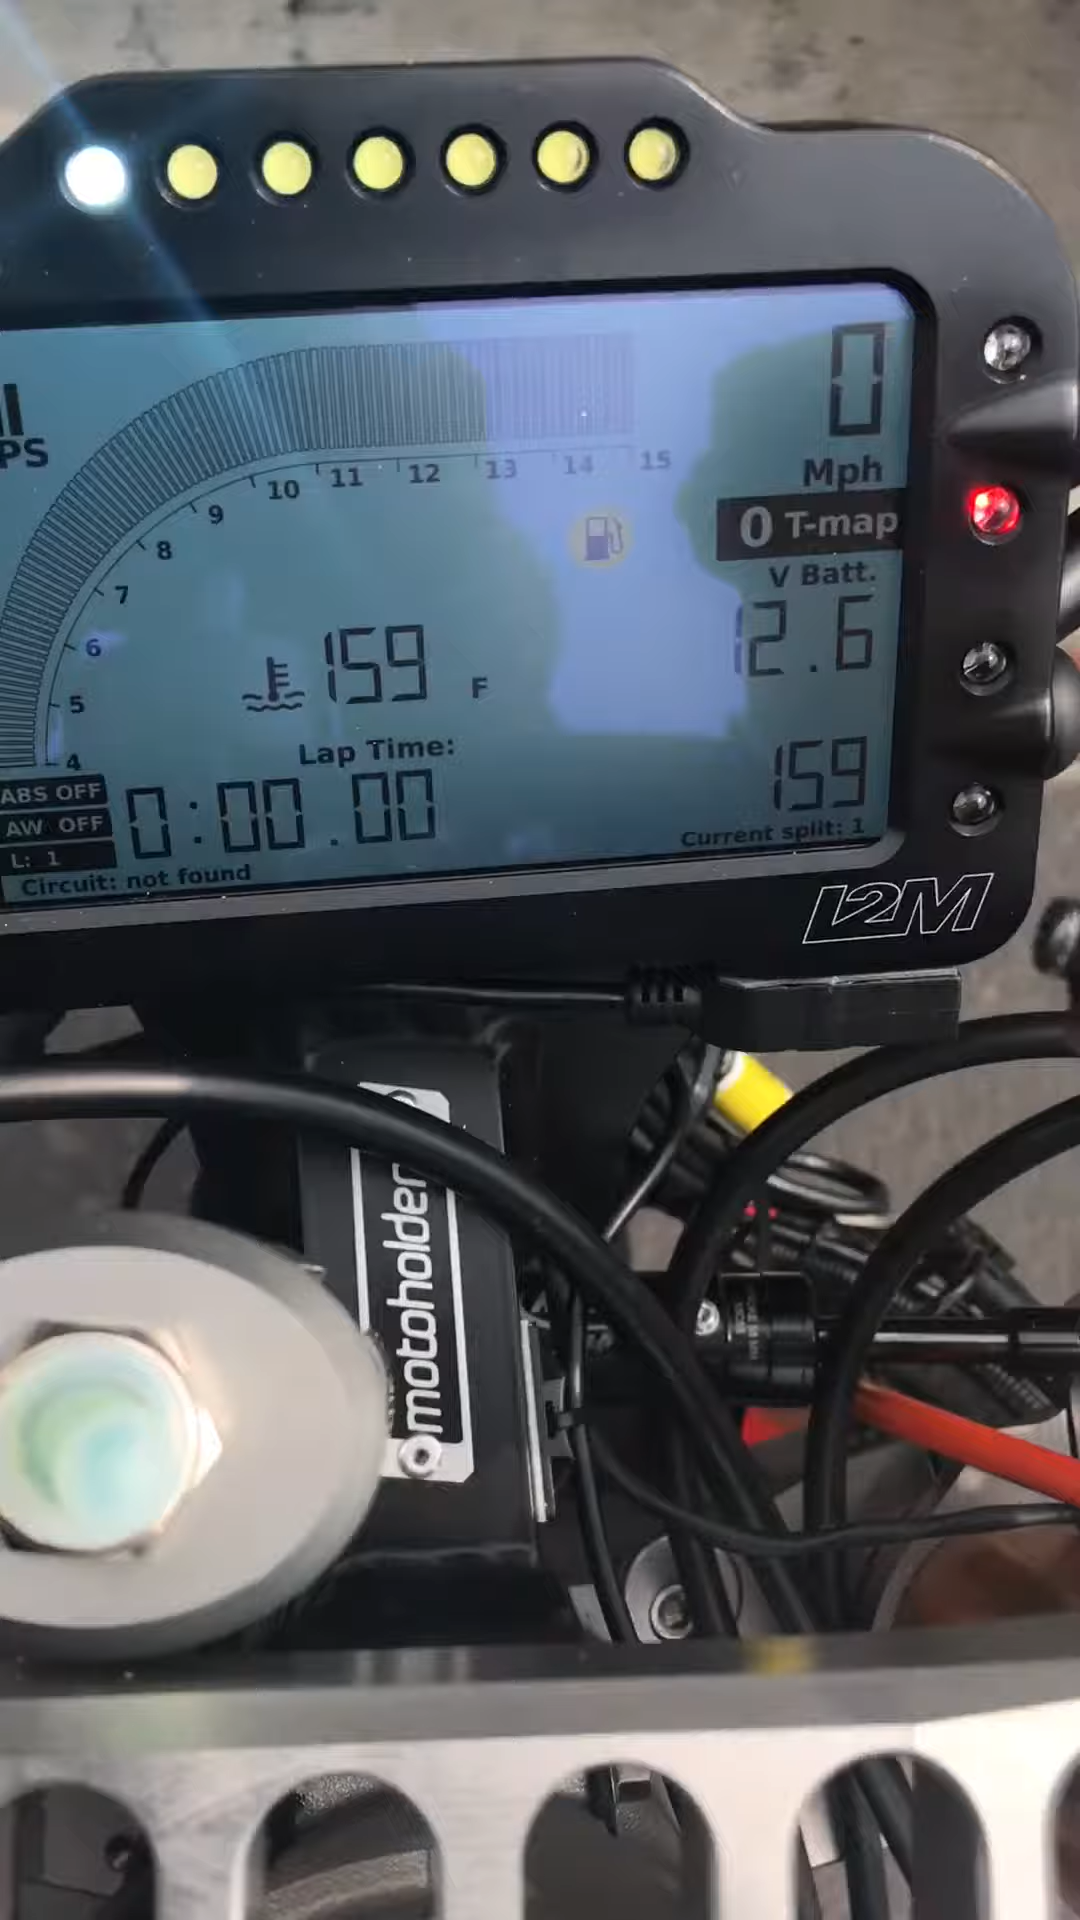 PS
0
Mph
0 T-map
V Batt.
12.6
4
5
6
7
8
9
10
11
12
13
14
15
159 F
Lap Time:
0:00.00
159
Current split: 1
ABS OFF
AW OFF
L: 1
Circuit: not found
I2M
motoholder